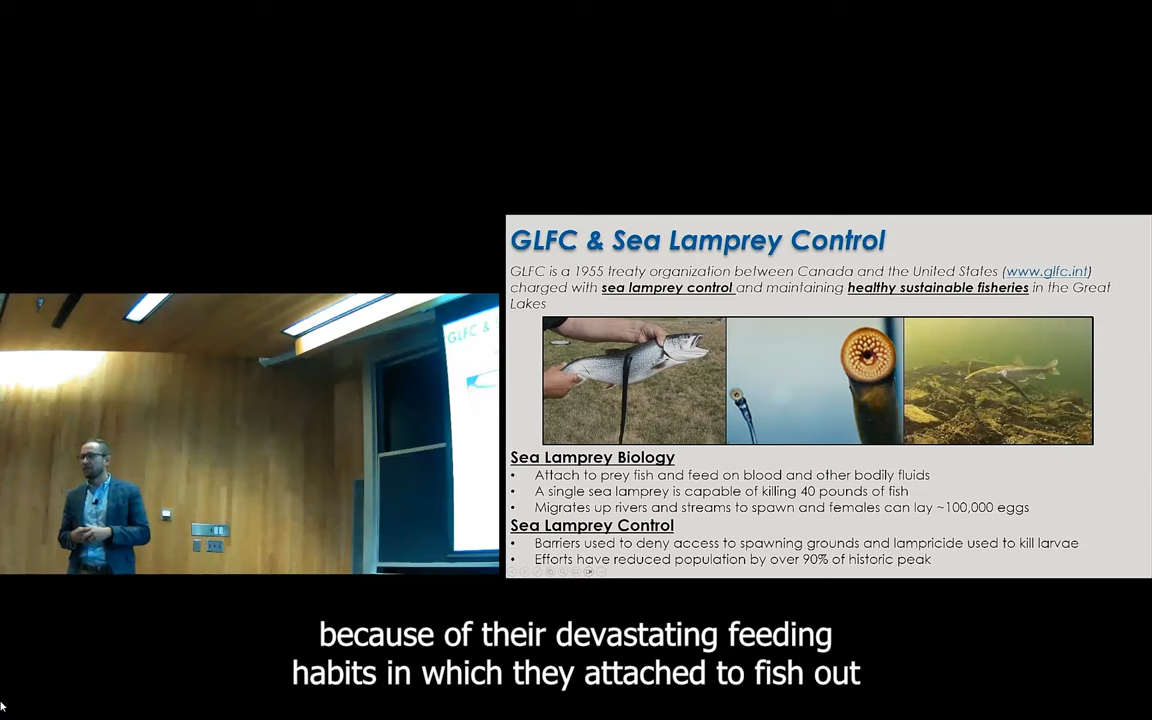 GLFC & Sea Lamprey Control
GLFC is a 1955 treaty organization between Canada and the United States (www.glfc.int)
charged with sea lamprey control and maintaining healthy sustainable fisheries in the Great
Lakes
GLFC & S
Sea Lamprey Biology
• Attach to prey fish and feed on blood and other bodily fluids
• A single sea lamprey is capable of killing 40 pounds of fish
• Migrates up rivers and streams to spawn and females can lay ~100,000 eggs
Sea Lamprey Control
• Barriers used to deny access to spawning grounds and lampricide used to kill larvae
• Efforts have reduced population by over 90% of historic peak
because of their devastating feeding
habits in which they attached to fish out